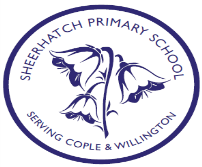 SHEERHATCH PRIMARY SCHOOL
SERVING COPLE & WILLINGTON